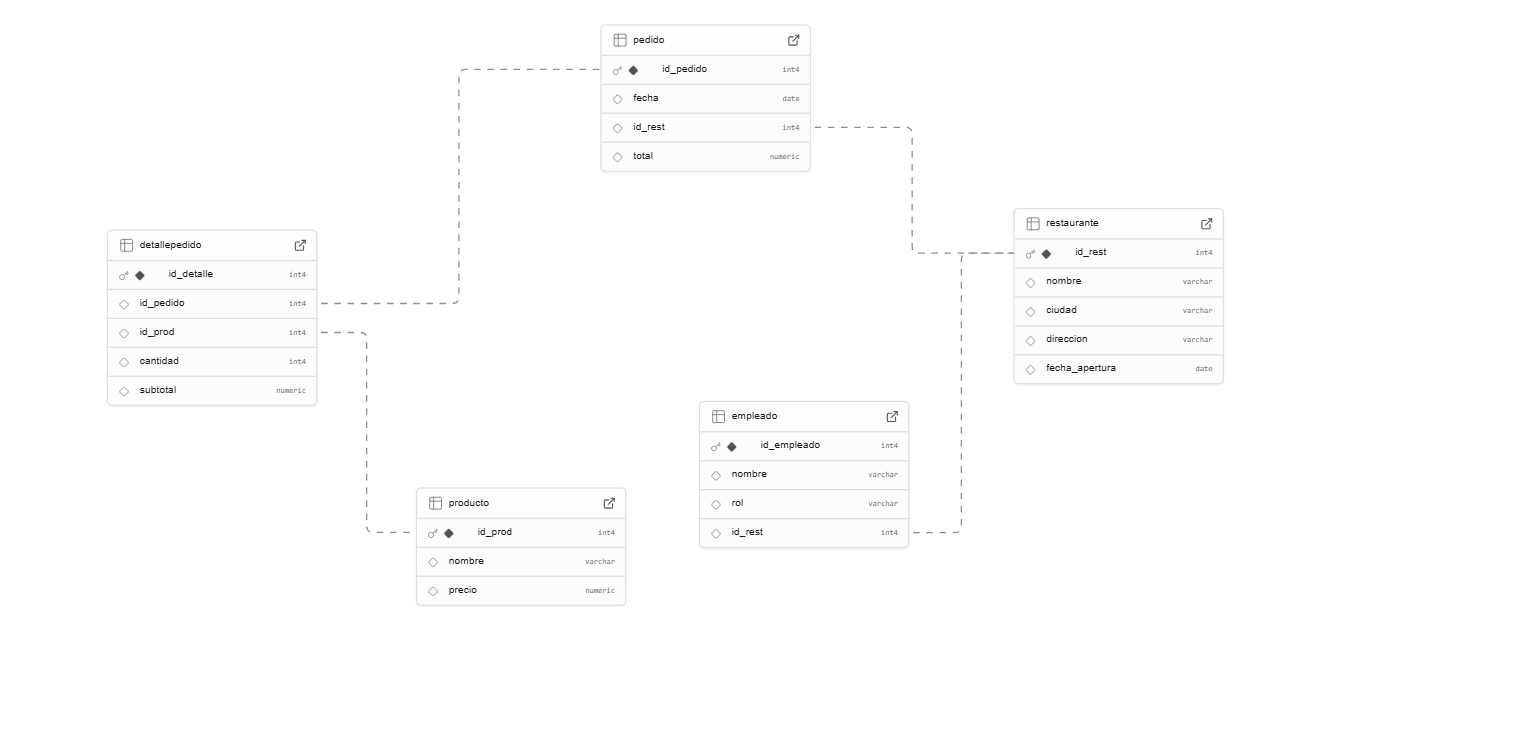 pedido
id_pedido int4
fecha date
id_rest int4
total numeric
restaurante
id_rest int4
nombre varchar
ciudad varchar
direccion varchar
fecha_apertura date
detallepedido
id_detalle int4
id_pedido int4
id_prod int4
cantidad int4
subtotal numeric
empleado
id_empleado int4
nombre varchar
rol varchar
id_rest int4
producto
id_prod int4
nombre varchar
precio numeric